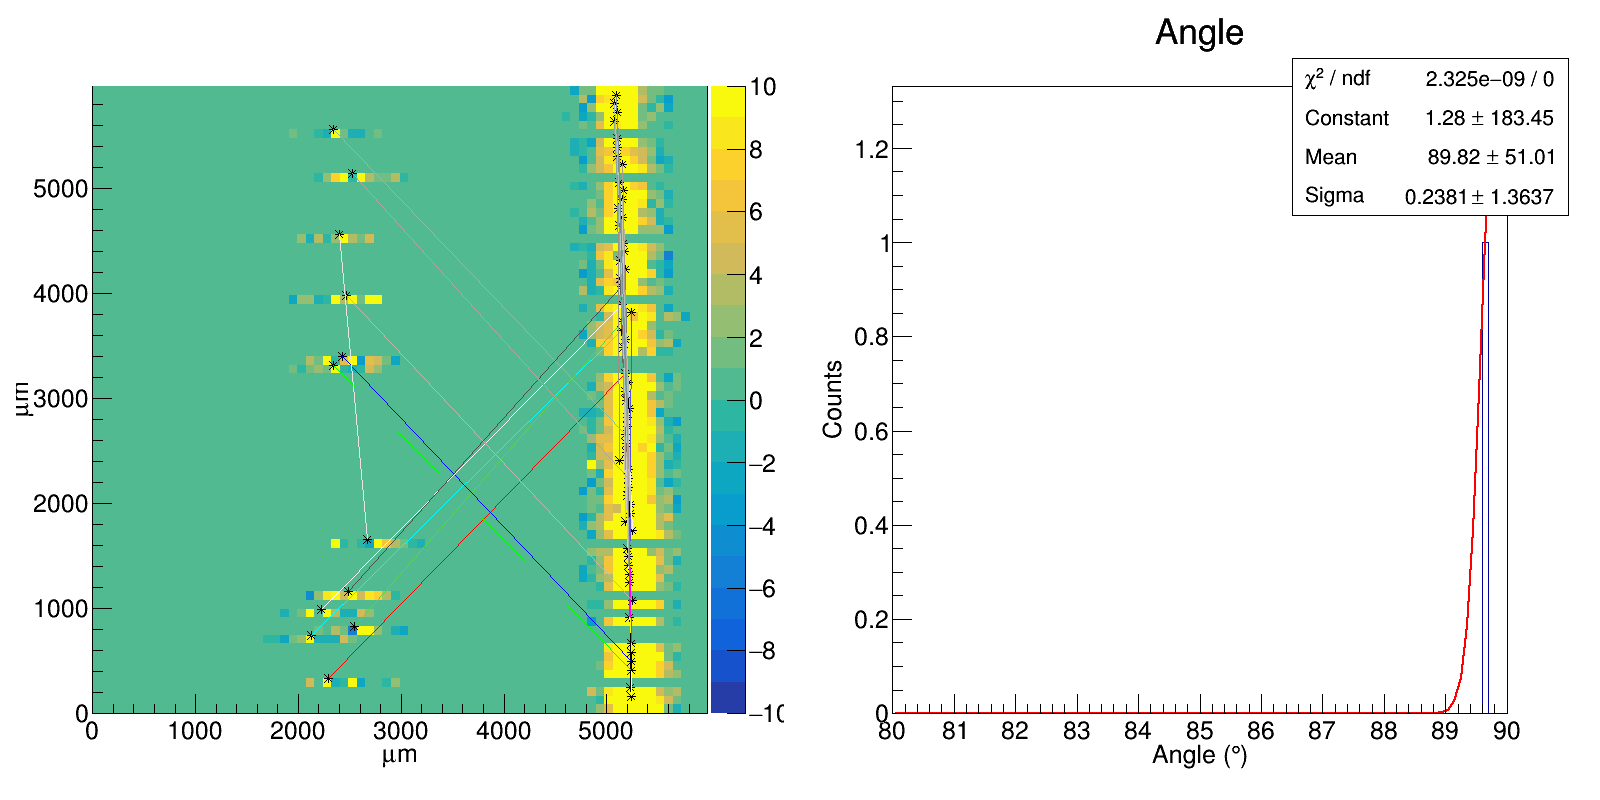 Angle
χ² / ndf 2.325e−09 / 0
Constant 1.28 ± 183.45
Mean 89.82 ± 51.01
Sigma 0.2381 ± 1.3637
μm
5000
4000
3000
2000
1000
0
0 1000 2000 3000 4000 5000
μm
10
8
6
4
2
0
−2
−4
−6
−8
−10
Counts
1.2
1
0.8
0.6
0.4
0.2
0
80 81 82 83 84 85 86 87 88 89 90
Angle (°)